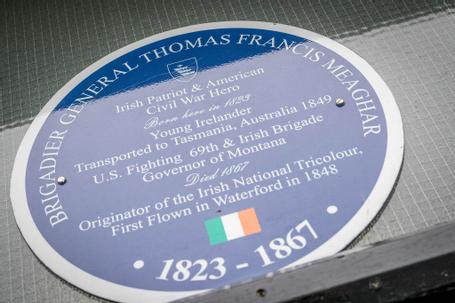 BRIGADIER GENERAL THOMAS FRANCIS MEAGHAR
Irish Patriot & American
Civil War Hero
Born here in 1823
Young Irelander
Transported to Tasmania, Australia 1849
U.S. Fighting 69th & Irish Brigade
Governor of Montana
Died 1867
Originator of the Irish National Tricolour,
First Flown in Waterford in 1848
• 1823 - 1867 •